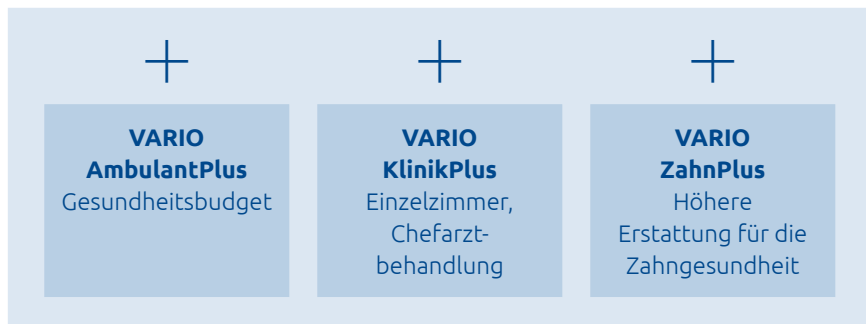 VARIO
AmbulantPlus
Gesundheitsbudget
VARIO
KlinikPlus
Einzelzimmer,
Chefarzt-
behandlung
VARIO
ZahnPlus
Höhere
Erstattung für die
Zahngesundheit